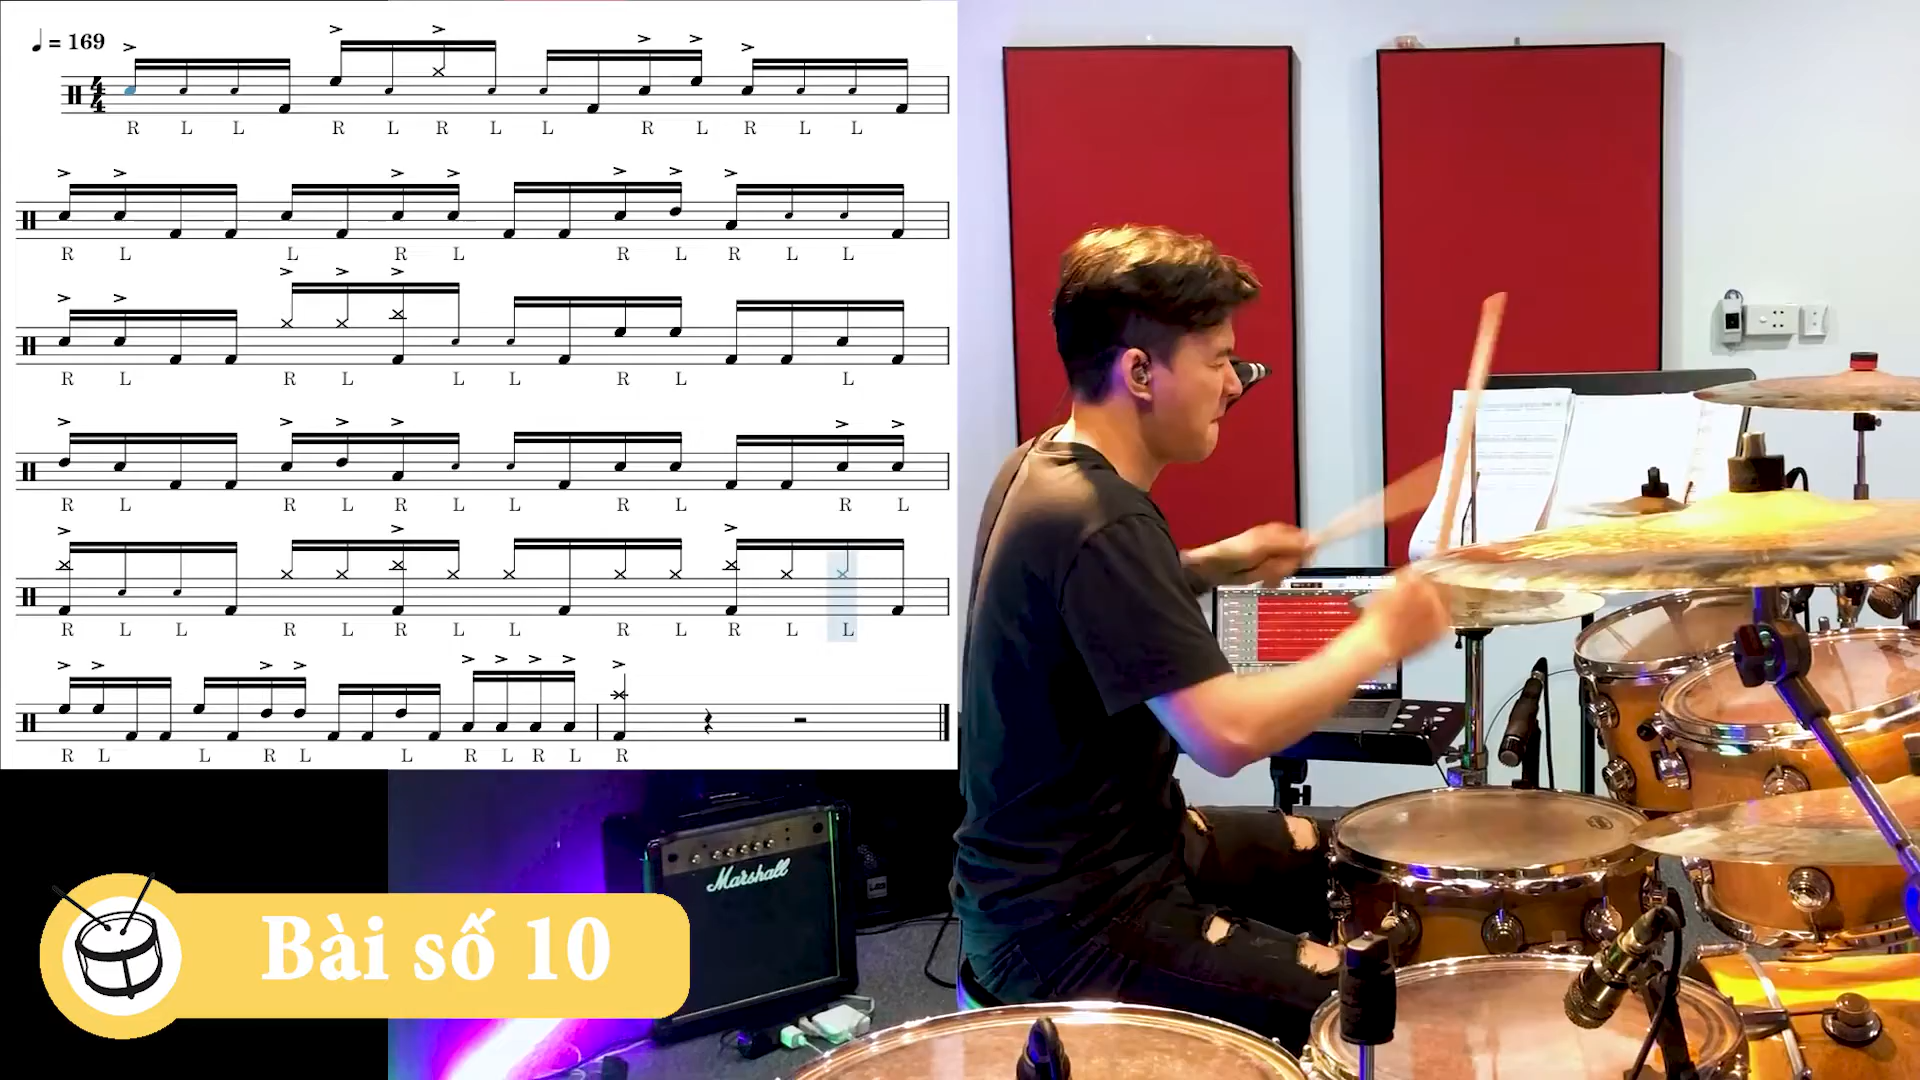 ♩ = 169
R L L R L R L L R L R L L
R L L R L R L R L L
R L R L L L R L L
R L R L R L L R L R L
R L L R L R L L R L R L L
R L L R L L R L R L R
Marshall
Bài số 10